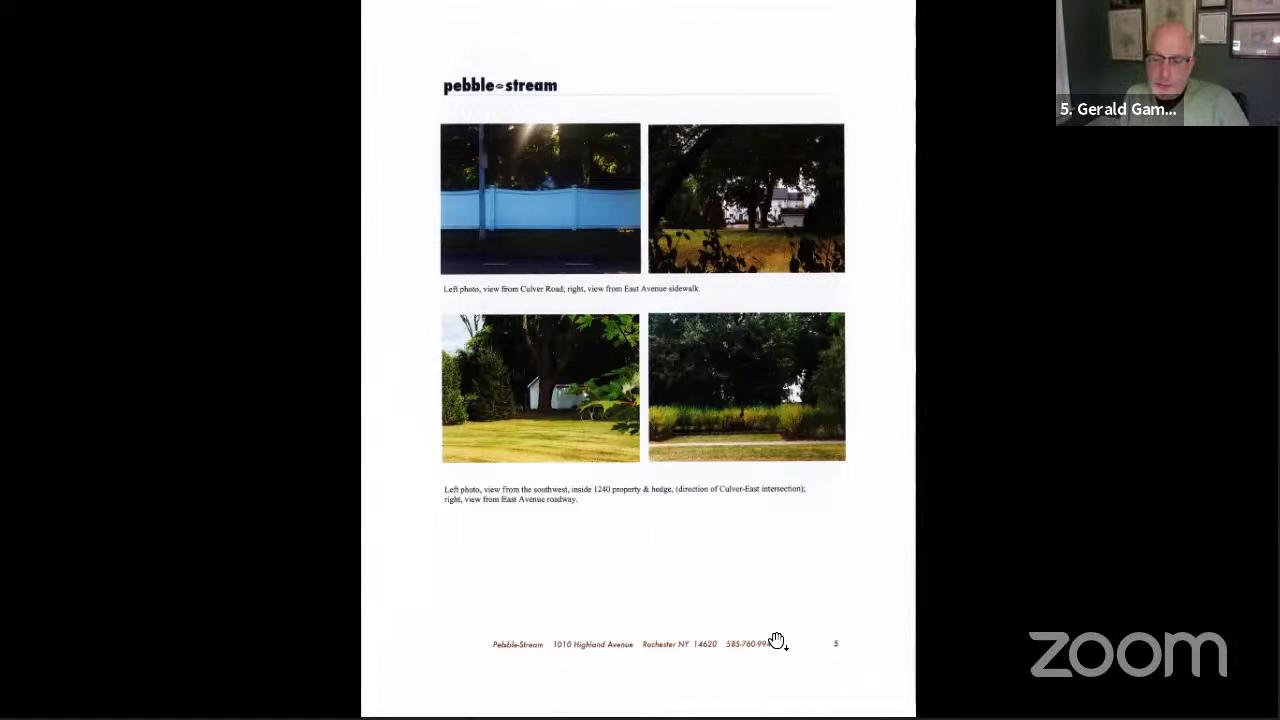 pebble stream
5. Gerald Gam...
Left photo, view from Culver Road; right, view from East Avenue sidewalk.
Left photo, view from the southwest, inside 1240 property & hedge, (direction of Culver-East intersection);
right, view from East Avenue roadway.
Pebble-Stream 1010 Highland Avenue Rochester NY 14620 5
zoom